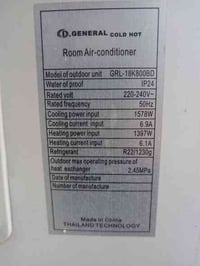 GENERAL COLD HOT
Room Air-conditioner
Model of outdoor unit GRL-18K800BD
Water of proof IP24
Rated volt 220-240V~
Rated frequency 50Hz
Cooling power input 1578W
Cooling current input 6.9A
Heating power input 1397W
Heating current input 6.1A
Refrigerant R22/1230g
Outdoor max operating pressure of
heat exchanger 2.45MPa
Date of manufacture
Number of manufacture
Made in China
THAILAND TECHNOLOGY